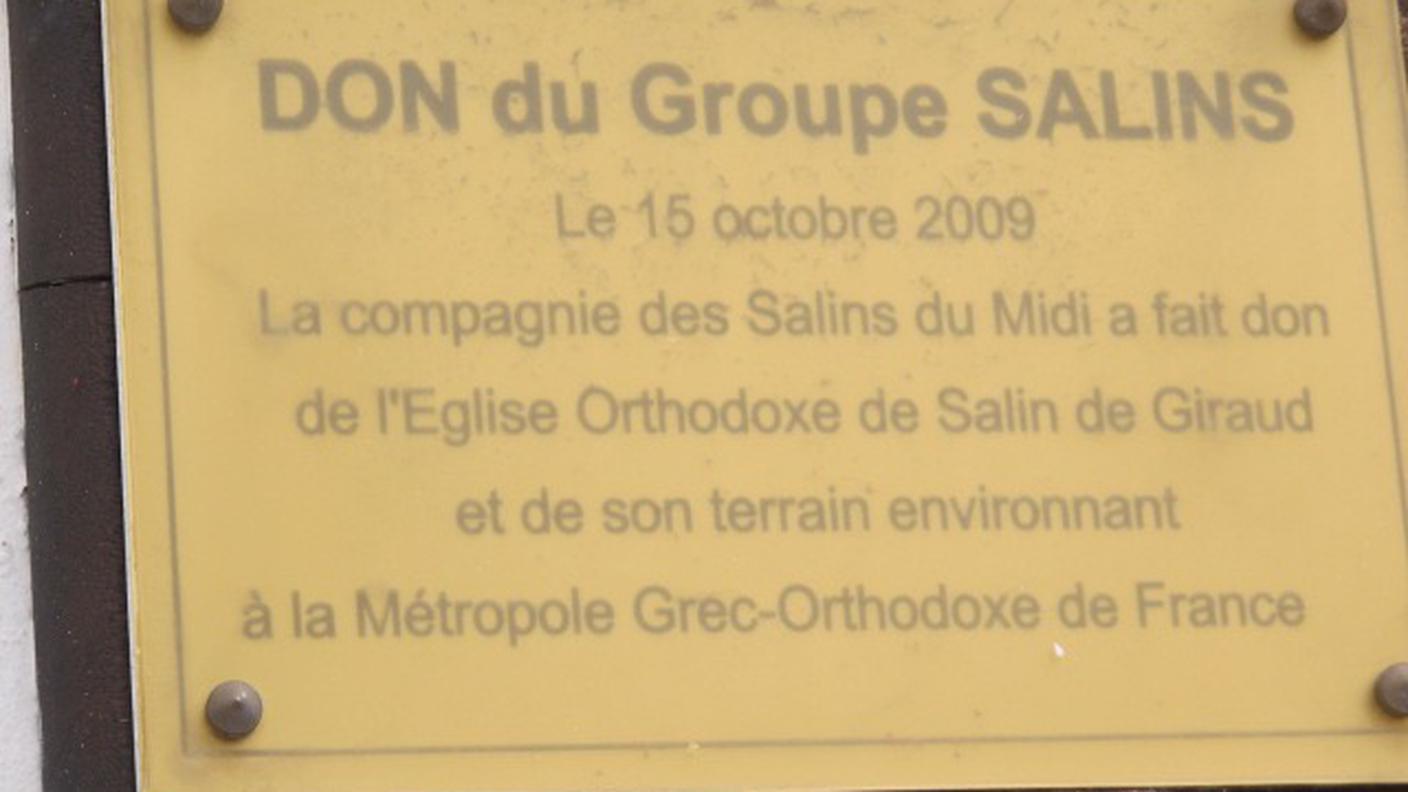 DON du Groupe SALINS
Le 15 octobre 2009
La compagnie des Salins du Midi a fait don
de l'Eglise Orthodoxe de Salin de Giraud
et de son terrain environnant
à la Métropole Grec-Orthodoxe de France